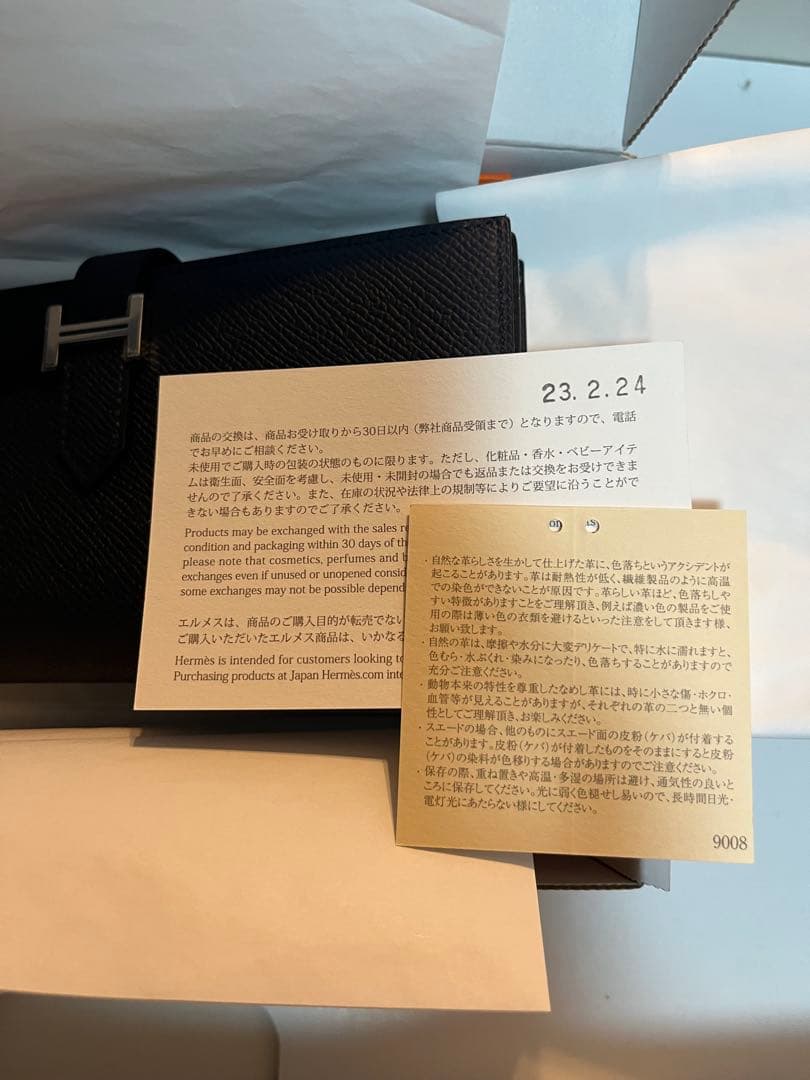 23.2.24
商品の交換は、商品お受け取りから30日以内（弊社商品受領まで）となりますので、電話
でお早めにご相談ください。
未使用でご購入時の包装の状態のものに限ります。ただし、化粧品・香水・ベビーアイテ
ムは衛生面、安全面を考慮し、未使用・未開封の場合でも返品または交換をお受けできま
せんので了承ください。また、在庫の状況や法律上の規制等によりご要望に沿うことがで
きない場合もありますのでご了承ください。
Products may be exchanged with the sales
condition and packaging within 30 days of
please note that cosmetics, perfumes and
exchanges even if unused or unopened
some exchanges may not be possible
エルメスは、商品のご購入目的が転売でない
ご購入いただいたエルメス商品は、いかなる
Hermès is intended for customers looking
Purchasing products at Japan Hermes.com
・自然な革らしさを生かして仕上げた革に、色落ちというアクシデントが
起こることがあります。革は耐熱性が低く、繊維製品のように高温
での染色ができないことが原因です。革らしい革ほど、色落ちしや
すい特徴がありますことをご理解頂き、例えば濃い色の製品をご使
用の際は薄い色の衣類を避けるといった注意をして頂きます様、
お願い致します。
・自然の革は、摩擦や水分に大変デリケートで、特に水に濡れますと、
色むら・水ぶくれ・染みになったり、色落ちすることがありますので
充分ご注意ください。
・動物本来の特性を尊重したなめし革には、時に小さな傷・ホクロ・
血管等が見えることがありますが、それぞれの革の二つと無い個
性としてご理解頂き、お楽しみください。
・スエードの場合、他のものにスエード面の皮粉（ケバ）が付着する
ことがあります。皮粉（ケバ）が付着したものをそのままにすると皮粉
（ケバ）の染料が色移りする場合がありますのでご注意ください。
・保存の際、重ね置きや高温・多湿の場所は避け、通気性の良いと
ころに保存してください。光に弱く色褪せし易いので、長時間日光・
電灯光にあたらない様にしてください。
9008